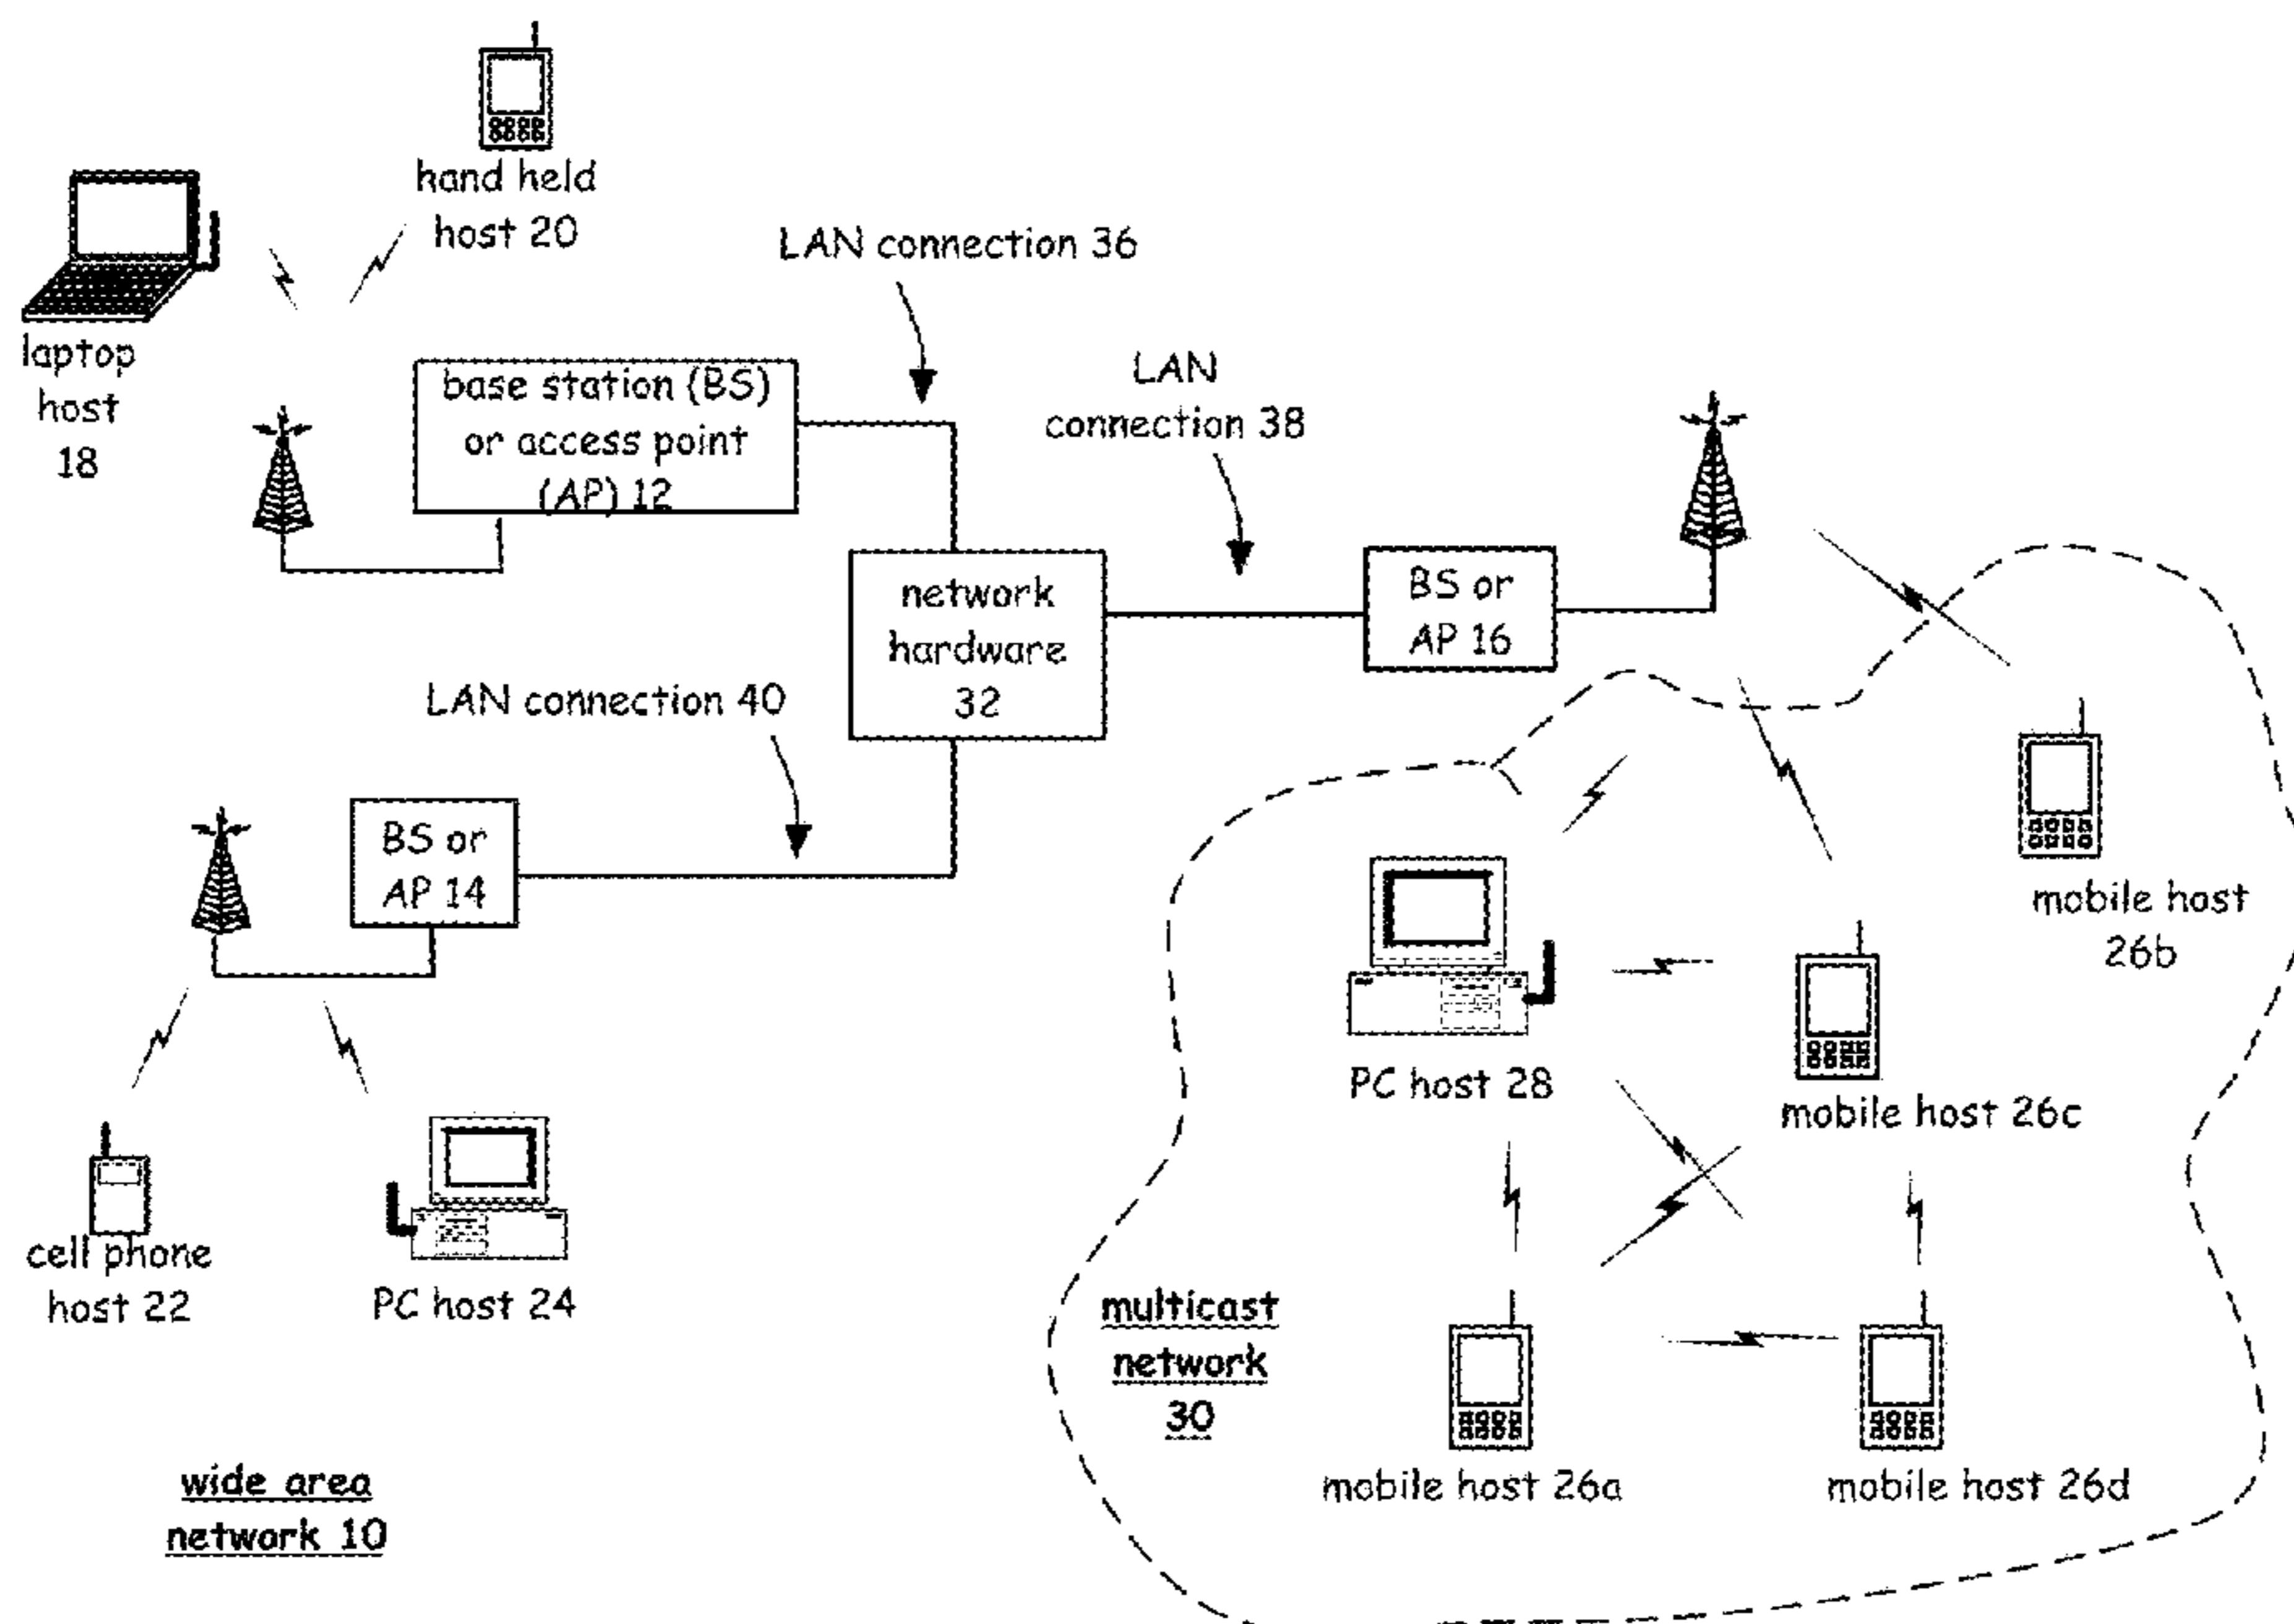 hand held
host 20
laptop
host
18
LAN connection 36
base station (BS)
or access point
(AP) 12
LAN
connection 38
network
hardware
32
BS or
AP 16
LAN connection 40
BS or
AP 14
mobile host
26b
PC host 28
mobile host 26c
cell phone
host 22
PC host 24
multicast
network
30
mobile host 26a
mobile host 26d
wide area
network 10